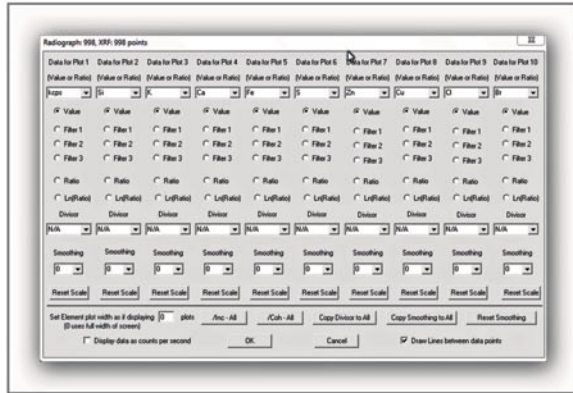 Radiograph: 998, XRF: 998 points
Data for Plot 1 Data for Plot 2 Data for Plot 3 Data for Plot 4 Data for Plot 5 Data for Plot 6 Data for Plot 7 Data for Plot 8 Data for Plot 9 Data for Plot 10
(Value or Ratio) (Value or Ratio) (Value or Ratio) (Value or Ratio) (Value or Ratio) (Value or Ratio) (Value or Ratio) (Value or Ratio) (Value or Ratio) (Value or Ratio)
kcps Si K Ca Fe S Zn Cu Cl Br
Value Value Value Value Value Value Value Value Value Value
Filter 1 Filter 1 Filter 1 Filter 1 Filter 1 Filter 1 Filter 1 Filter 1 Filter 1 Filter 1
Filter 2 Filter 2 Filter 2 Filter 2 Filter 2 Filter 2 Filter 2 Filter 2 Filter 2 Filter 2
Filter 3 Filter 3 Filter 3 Filter 3 Filter 3 Filter 3 Filter 3 Filter 3 Filter 3 Filter 3
Ratio Ratio Ratio Ratio Ratio Ratio Ratio Ratio Ratio Ratio
Ln(Ratio) Ln(Ratio) Ln(Ratio) Ln(Ratio) Ln(Ratio) Ln(Ratio) Ln(Ratio) Ln(Ratio) Ln(Ratio) Ln(Ratio)
Divisor Divisor Divisor Divisor Divisor Divisor Divisor Divisor Divisor Divisor
N/A N/A N/A N/A N/A N/A N/A N/A N/A N/A
Smoothing Smoothing Smoothing Smoothing Smoothing Smoothing Smoothing Smoothing Smoothing Smoothing
0 0 0 0 0 0 0 0 0 0
Reset Scale Reset Scale Reset Scale Reset Scale Reset Scale Reset Scale Reset Scale Reset Scale Reset Scale Reset Scale
Set Element plot width as if displaying 0 plots /Inc - All /Coh - All Copy Divisor to All Copy Smoothing to All Reset Smoothing
(0 uses full width of screen)
Display data as counts per second OK Cancel Draw Lines between data points